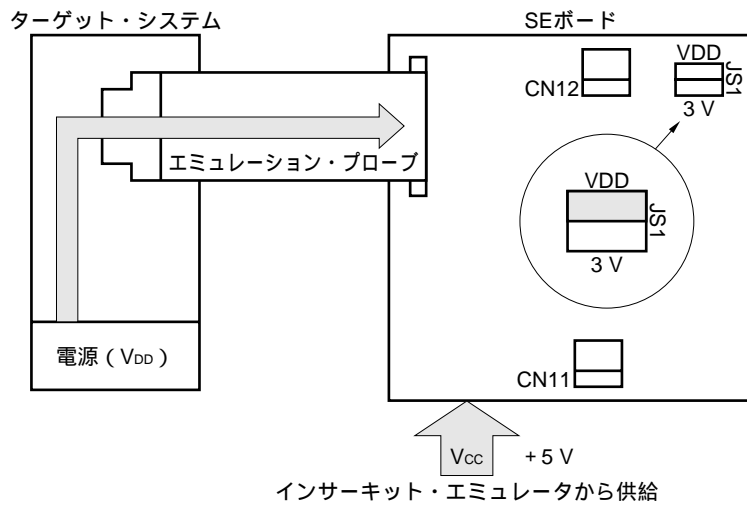 ターゲット・システム
SEボード
VDD
JS1
CN12
3 V
エミュレーション・プローブ
VDD
JS1
3 V
電源（VDD）
CN11
VCC +5 V
インサーキット・エミュレータから供給